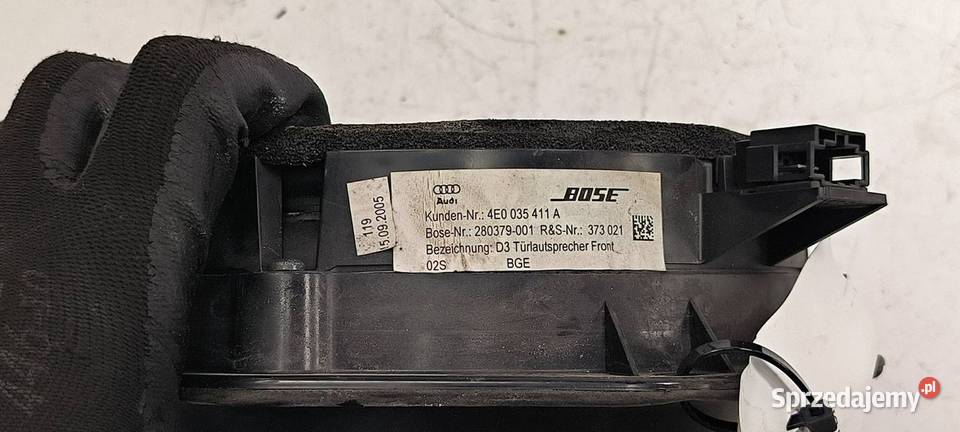 119
15.09.2005
Audi
BOSE
Kunden-Nr.: 4E0 035 411 A
Bose-Nr.: 280379-001 R&S-Nr.: 373 021
Bezeichnung: D3 Türlautsprecher Front
02S BGE
Sprzedajemy.pl